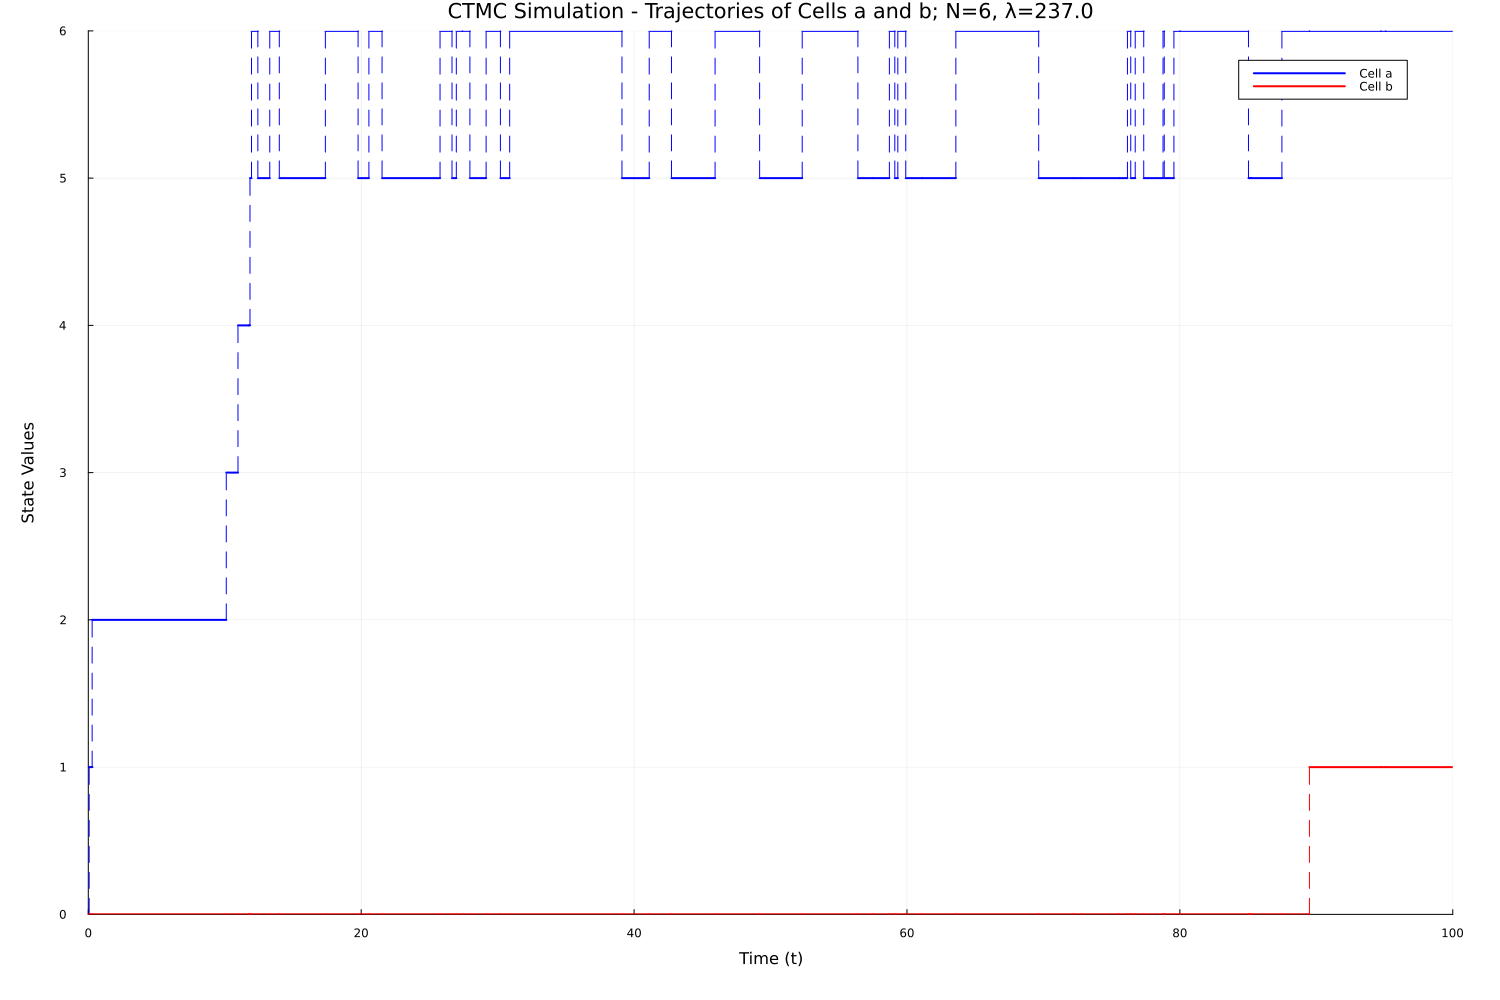 CTMC Simulation - Trajectories of Cells a and b; N=6, λ=237.0
6
Cell a
Cell b
5
4
State Values
3
2
1
0
0 20 40 60 80 100
Time (t)